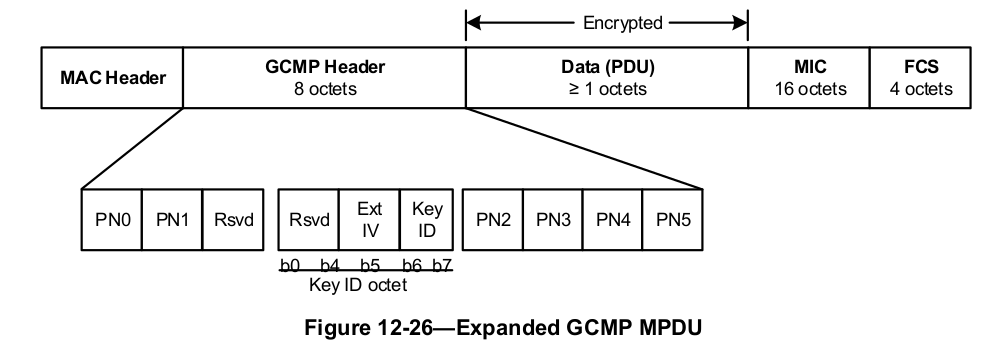 Encrypted
MAC Header
GCMP Header
8 octets
Data (PDU)
≥ 1 octets
MIC
16 octets
FCS
4 octets
PN0
PN1
Rsvd
Rsvd
Ext
IV
Key
ID
PN2
PN3
PN4
PN5
b0 b4 b5 b6 b7
Key ID octet
Figure 12-26—Expanded GCMP MPDU